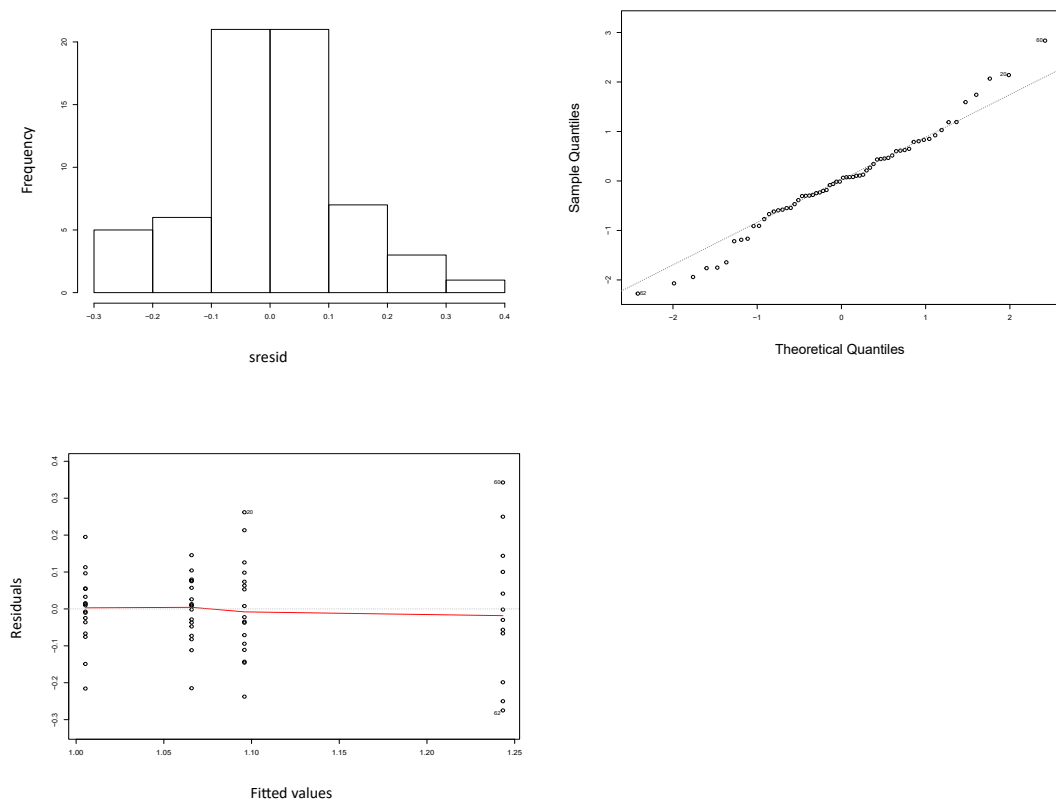 20
15
10
5
0
Frequency
−0.3 −0.2 −0.1 0.0 0.1 0.2 0.3 0.4
sresid
3
2
1
0
−1
−2
Sample Quantiles
60
20
62
−2 −1 0 1 2
Theoretical Quantiles
0.4
0.3
0.2
0.1
0.0
−0.1
−0.2
−0.3
Residuals
60
20
62
1.00 1.05 1.10 1.15 1.20 1.25
Fitted values